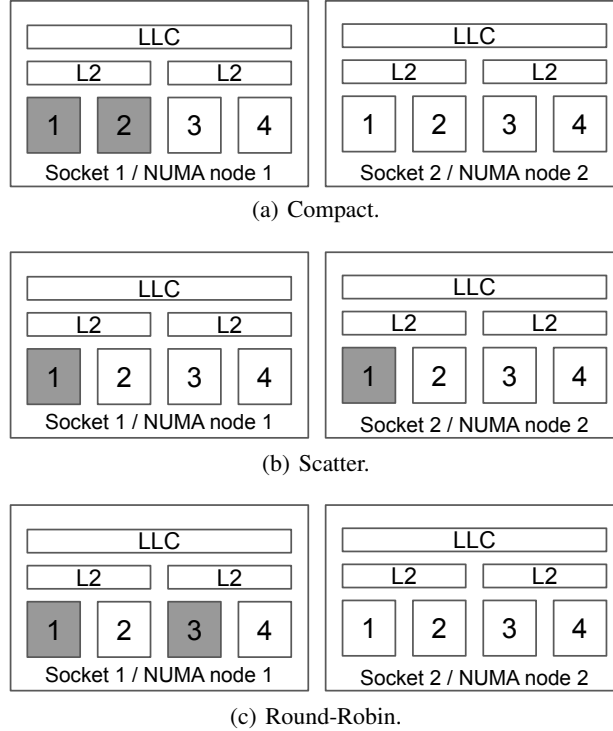 LLC LLC
L2 L2 L2 L2
1 2 3 4 1 2 3 4
Socket 1 / NUMA node 1 Socket 2 / NUMA node 2
(a) Compact.
LLC LLC
L2 L2 L2 L2
1 2 3 4 1 2 3 4
Socket 1 / NUMA node 1 Socket 2 / NUMA node 2
(b) Scatter.
LLC LLC
L2 L2 L2 L2
1 2 3 4 1 2 3 4
Socket 1 / NUMA node 1 Socket 2 / NUMA node 2
(c) Round-Robin.